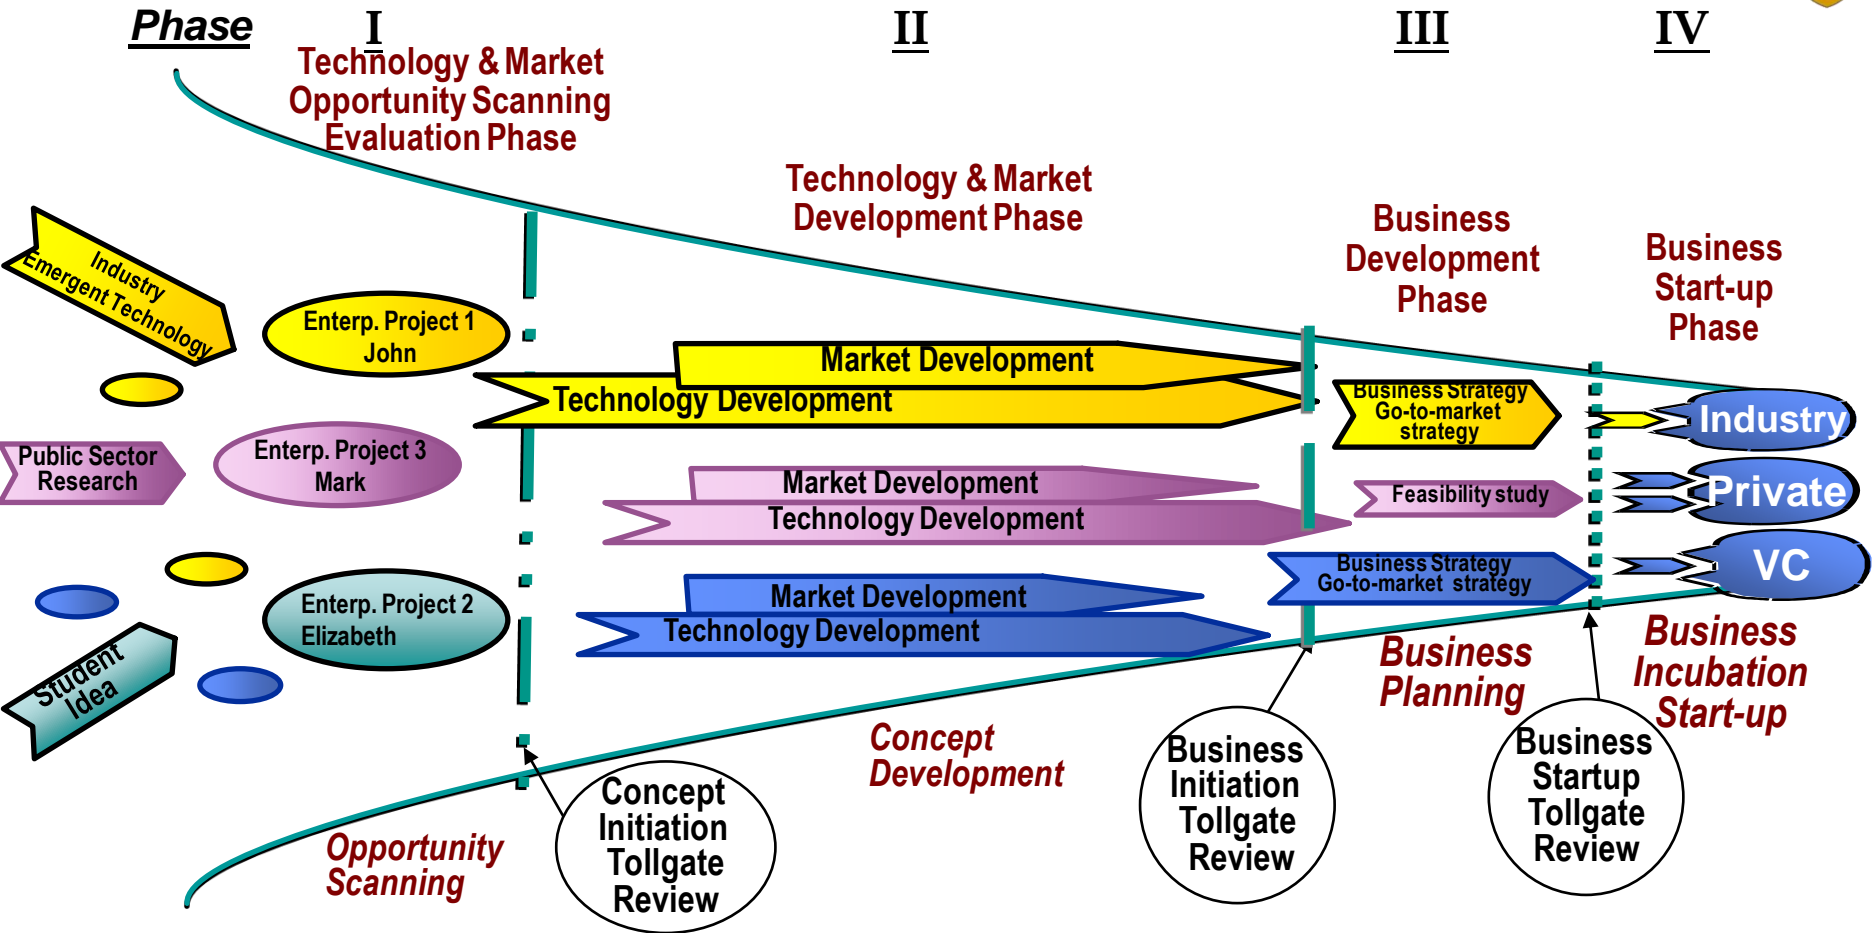 Phase I II III IV
Technology & Market
Opportunity Scanning
Evaluation Phase
Technology & Market
Development Phase
Business
Development
Phase
Business
Start-up
Phase
Industry
Emergent Technology
Enterp. Project 1
John
Market Development
Technology Development
Business Strategy
Go-to-market
strategy
Industry
Public Sector
Research
Enterp. Project 3
Mark
Market Development
Technology Development
Feasibility study
Private
Student
Idea
Enterp. Project 2
Elizabeth
Market Development
Technology Development
Business Strategy
Go-to-market strategy
VC
Opportunity
Scanning
Concept
Initiation
Tollgate
Review
Concept
Development
Business
Initiation
Tollgate
Review
Business
Planning
Business
Startup
Tollgate
Review
Business
Incubation
Start-up